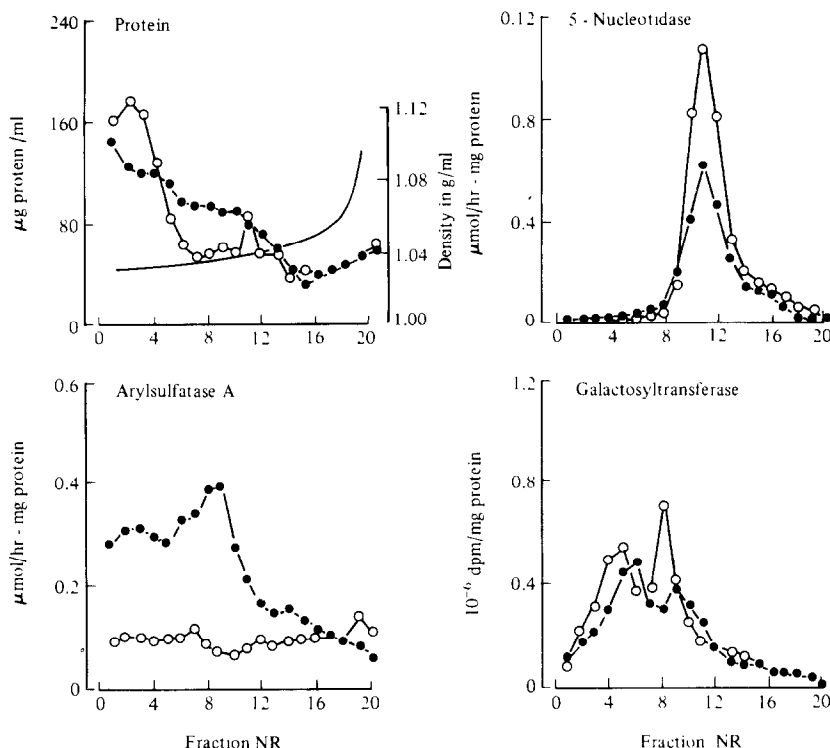 Protein
240
160
80
0
µg protein /ml
0 4 8 12 16 20
1.12
1.08
1.04
1.00
Density in g/ml
5 - Nucleotidase
0.12
0.8
0.4
0
µmol/hr - mg protein
0 4 8 12 16 20
Arylsulfatase A
0.6
0.4
0.2
0
µmol/hr - mg protein
0 4 8 12 16 20
Fraction NR
Galactosyltransferase
1.2
0.8
0.4
0
10⁻⁶ dpm/mg protein
0 4 8 12 16 20
Fraction NR